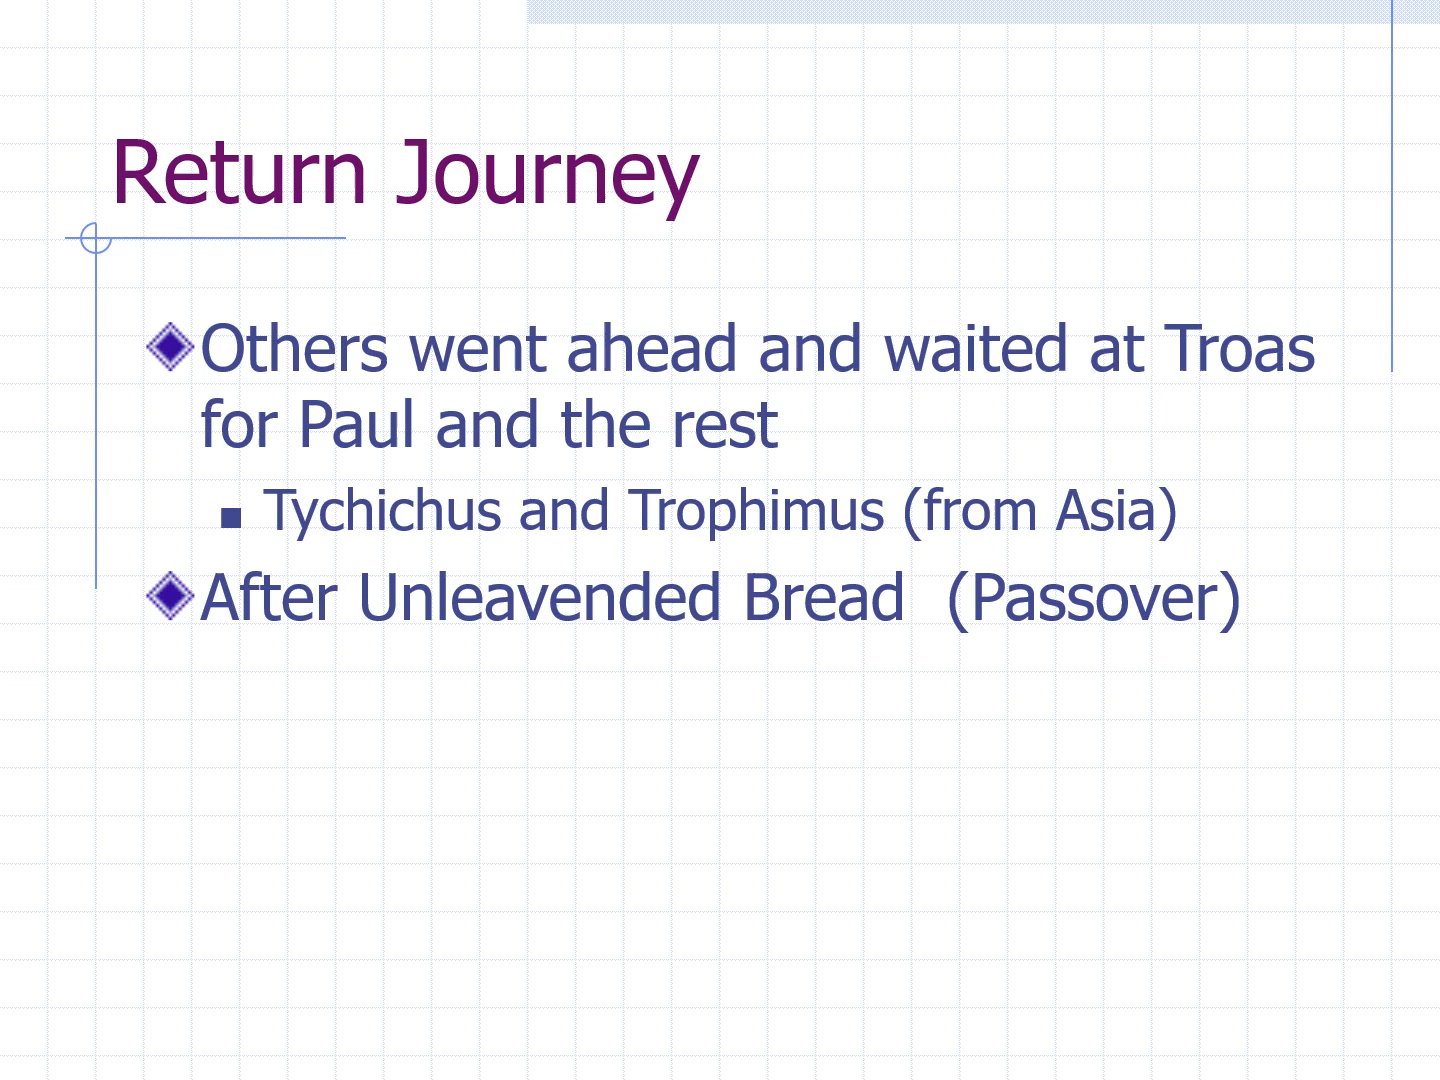 Return Journey
Others went ahead and waited at Troas
for Paul and the rest
Tychichus and Trophimus (from Asia)
After Unleavended Bread  (Passover)